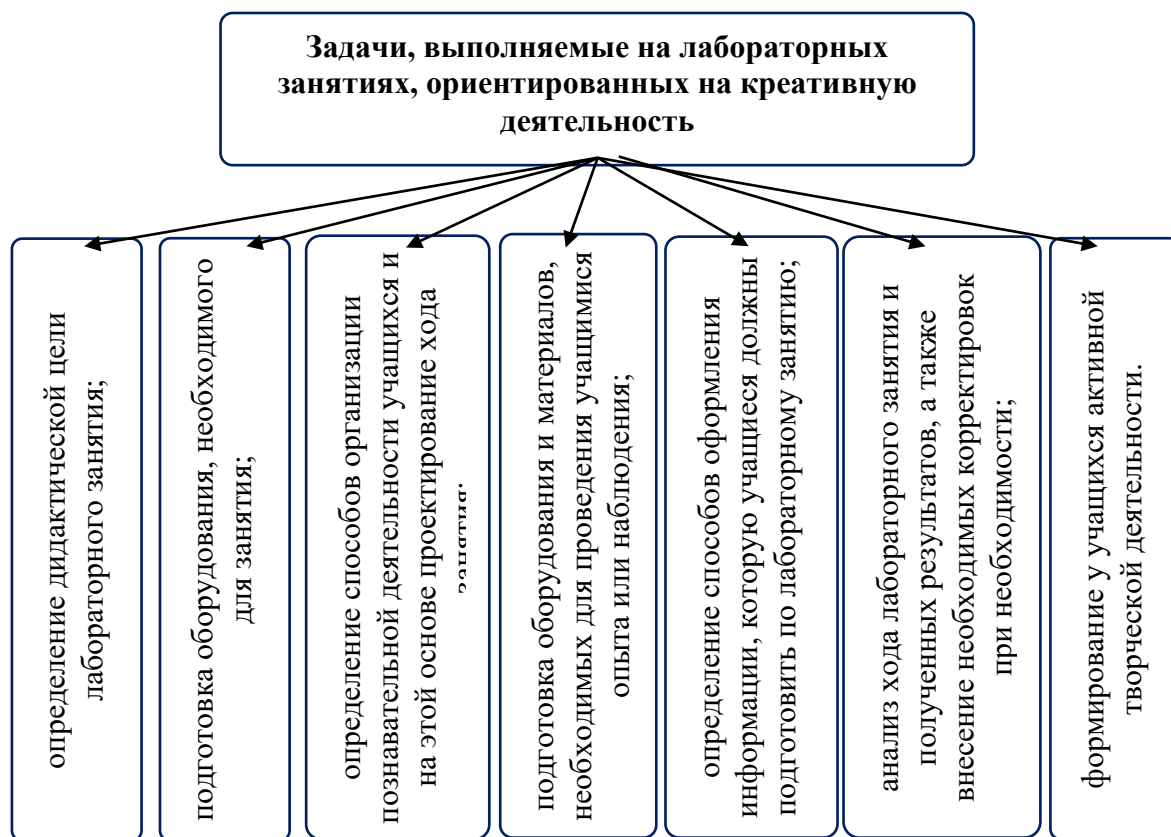 Задачи, выполняемые на лабораторных
занятиях, ориентированных на креативную
деятельность
определение дидактической цели
лабораторного занятия;
подготовка оборудования, необходимого
для занятия;
определение способов организации
познавательной деятельности учащихся и
на этой основе проектирование хода
подготовка оборудования и материалов,
необходимых для проведения учащимися
опыта или наблюдения;
определение способов оформления
информации, которую учащиеся должны
подготовить по лабораторному занятию;
анализ хода лабораторного занятия и
полученных результатов, а также
внесение необходимых корректировок
при необходимости;
формирование у учащихся активной
творческой деятельности.